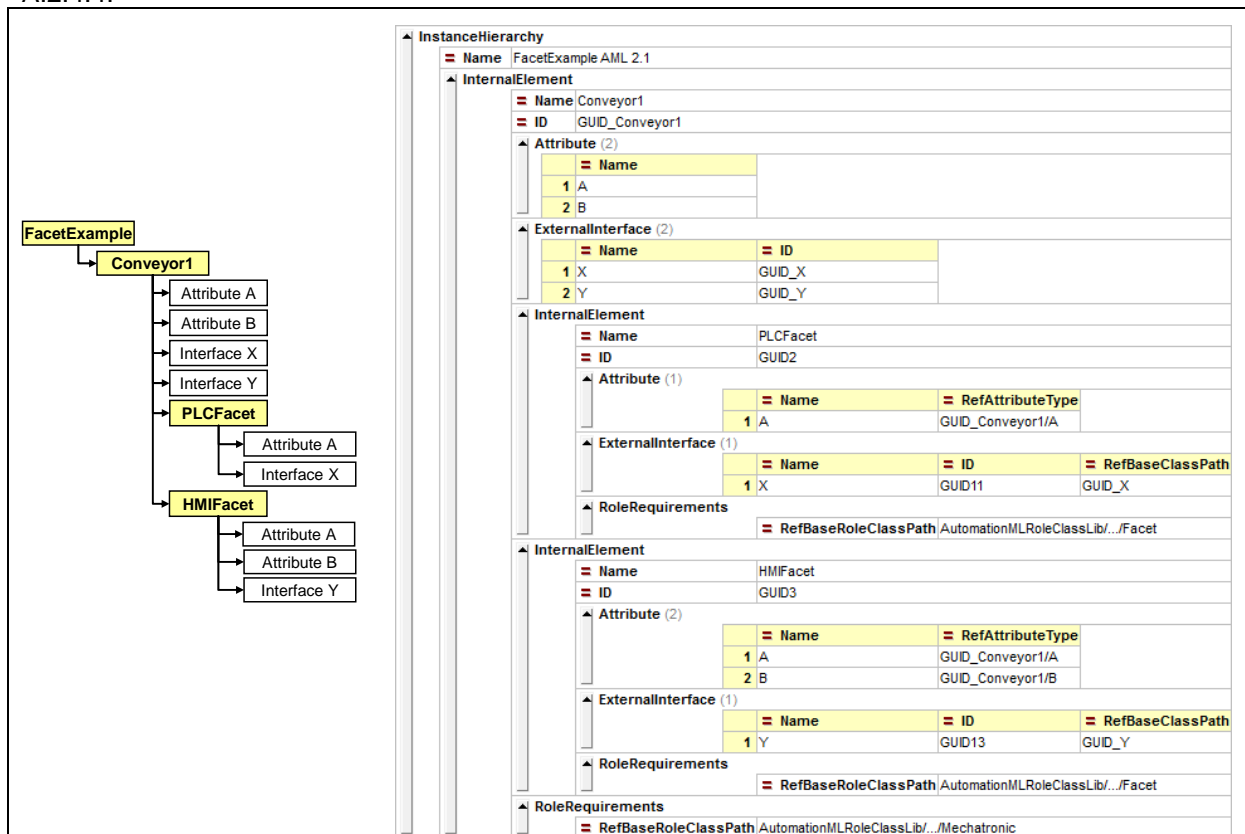 FacetExample
Conveyor1
Attribute A
Attribute B
Interface X
Interface Y
PLCFacet
Attribute A
Interface X
HMIFacet
Attribute A
Attribute B
Interface Y
InstanceHierarchy
= Name FacetExample AML 2.1
InternalElement
= Name Conveyor1
= ID GUID_Conveyor1
Attribute (2)
= Name
1 A
2 B
ExternalInterface (2)
= Name = ID
1 X GUID_X
2 Y GUID_Y
InternalElement
= Name PLCFacet
= ID GUID2
Attribute (1)
= Name = RefAttributeType
1 A GUID_Conveyor1/A
ExternalInterface (1)
= Name = ID = RefBaseClassPath
1 X GUID11 GUID_X
RoleRequirements
= RefBaseRoleClassPath AutomationMLRoleClassLib/.../Facet
InternalElement
= Name HMIFacet
= ID GUID3
Attribute (2)
= Name = RefAttributeType
1 A GUID_Conveyor1/A
2 B GUID_Conveyor1/B
ExternalInterface (1)
= Name = ID = RefBaseClassPath
1 Y GUID13 GUID_Y
RoleRequirements
= RefBaseRoleClassPath AutomationMLRoleClassLib/.../Facet
RoleRequirements
= RefBaseRoleClassPath AutomationMLRoleClassLib/.../Mechatronic